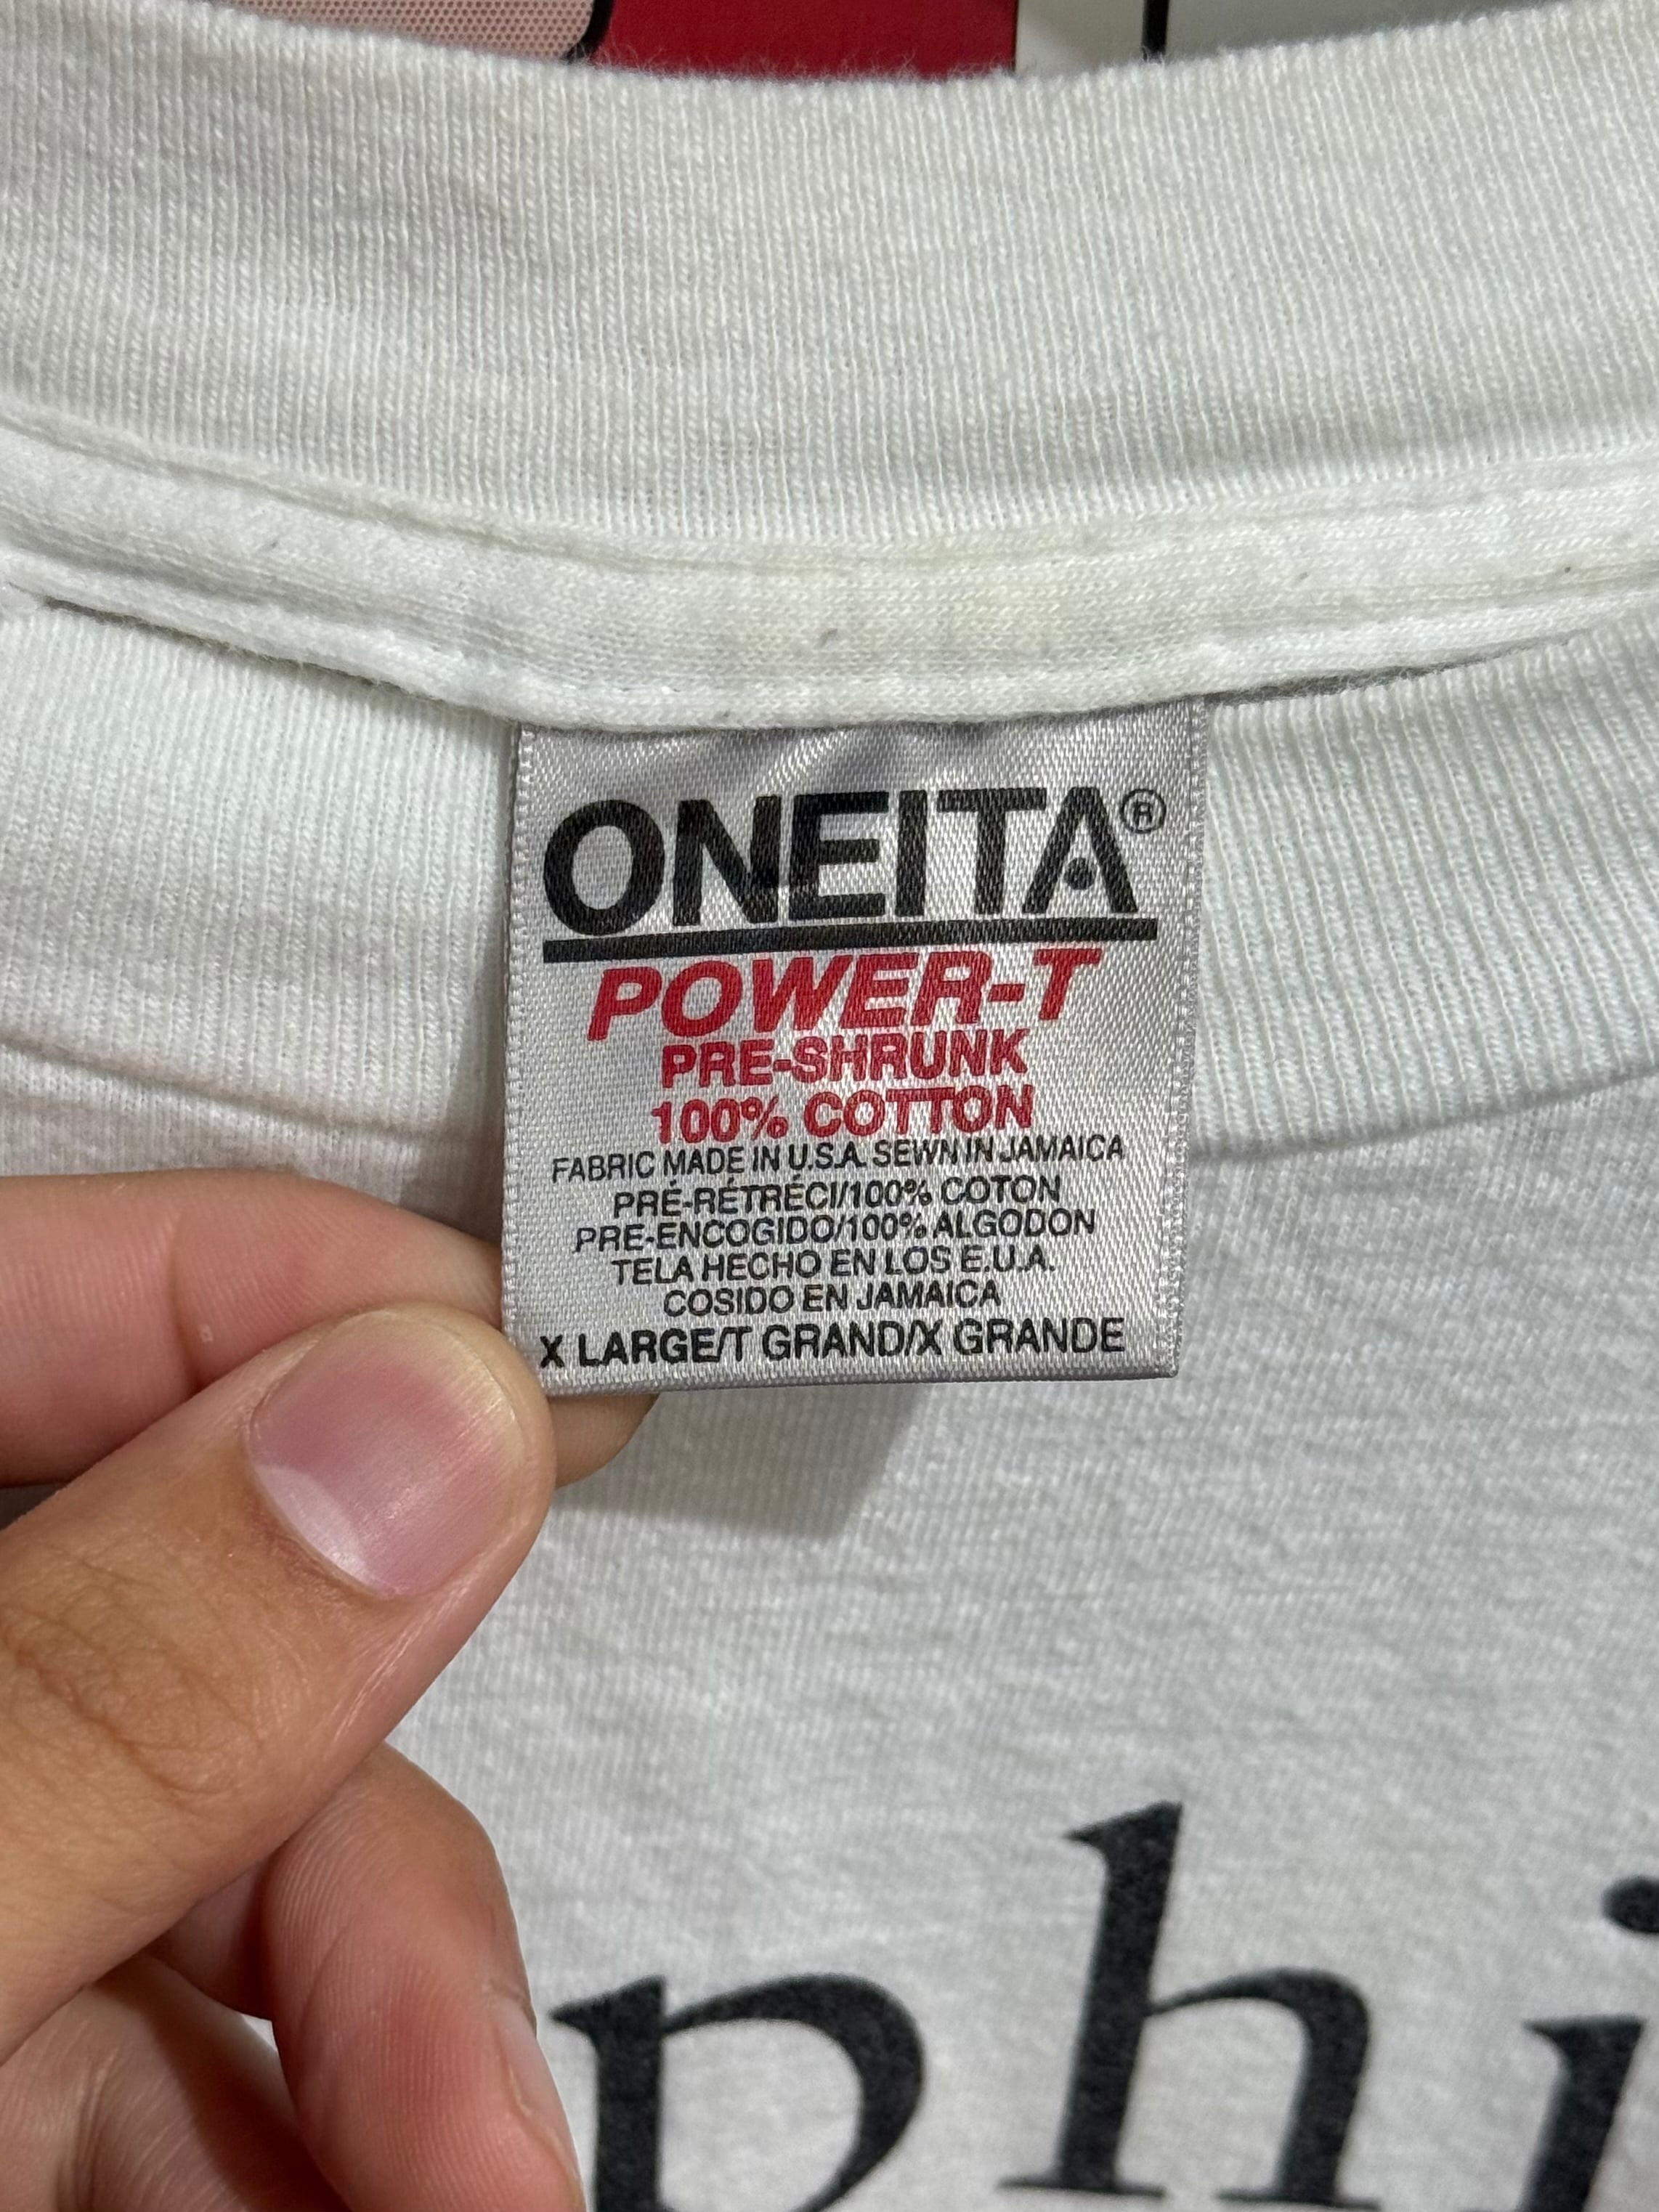 ONEITA®
POWER-T
PRE-SHRUNK
100% COTTON
FABRIC MADE IN U.S.A. SEWN IN JAMAICA
PRÉ-RÉTRÉCI/100% COTON
PRE-ENCOGIDO/100% ALGODON
TELA HECHO EN LOS E.U.A.
COSIDO EN JAMAICA
X LARGE/T GRAND/X GRANDE
phi